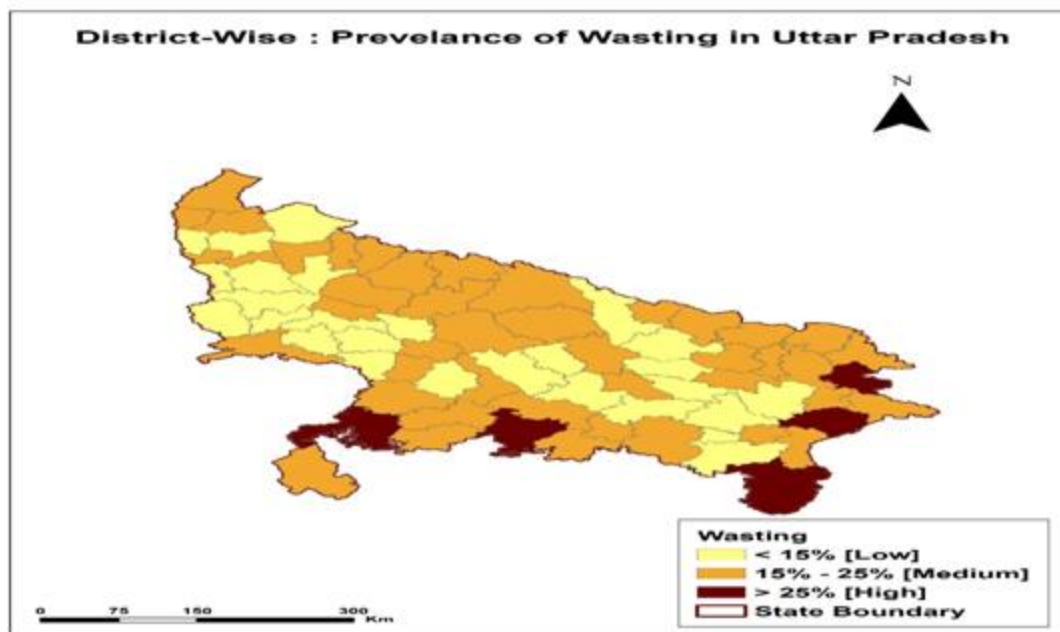 District-Wise : Prevelance of Wasting in Uttar Pradesh
N
Wasting
< 15% [Low]
15% - 25% [Medium]
> 25% [High]
State Boundary
0 75 150 300
Km